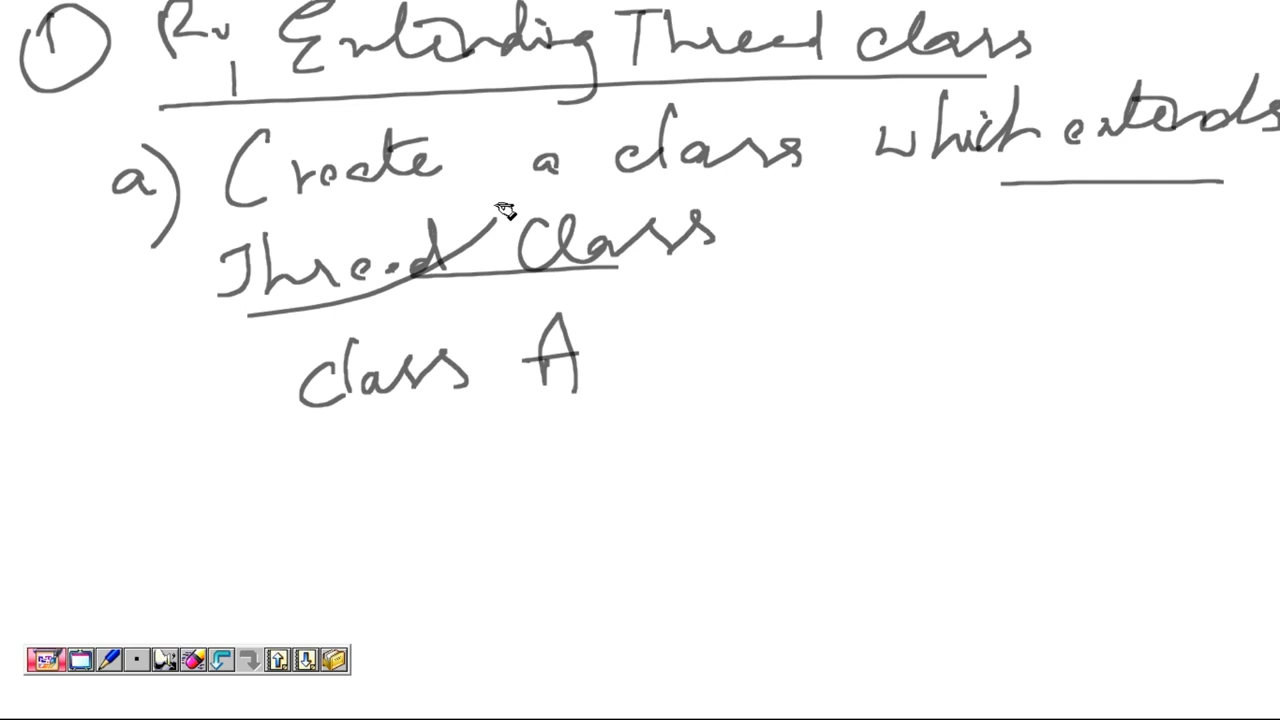 ① By Extending Thread class
a) Create a class which extends
Thread Class
class A